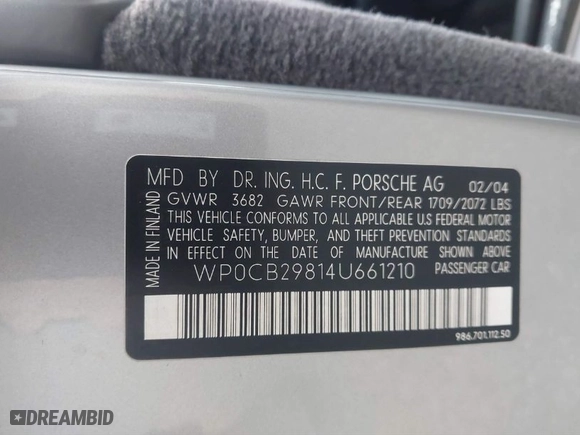 MFD BY DR. ING. H.C. F. PORSCHE AG 02/04
GVWR 3682 GAWR FRONT/REAR 1709/2072 LBS
THIS VEHICLE CONFORMS TO ALL APPLICABLE U.S FEDERAL MOTOR
VEHICLE SAFETY, BUMPER, AND THEFT PREVENTION STANDARDS
IN EFFECT ON THE DATE OF MANUFACTURE SHOWN ABOVE
WP0CB29814U661210 PASSENGER CAR
MADE IN FINLAND
986.701.112.50
DREAMBID